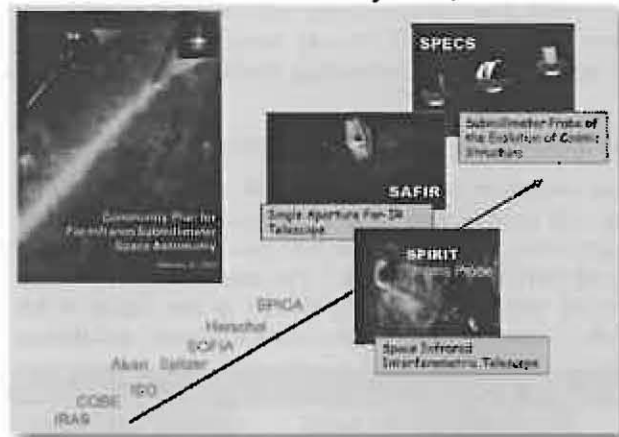 Community Plan for
Far-Infrared/Submillimeter
Space Astronomy
SPECS
Submillimeter Probe of
the Evolution of Cosmic
Structure
SAFIR
Single Aperture Far-IR
Telescope
SPIRIT
Space Infrared
Interferometric Telescope
SPICA
Herschel
SOFIA
Akari Spitzer
ISO
COBE
IRAS